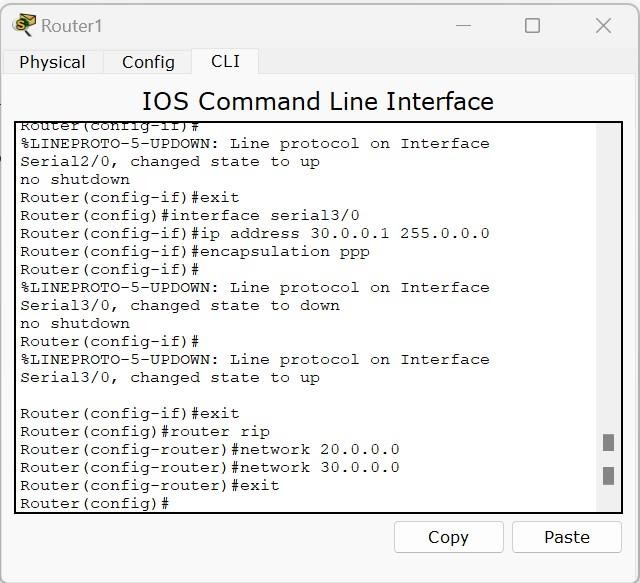 Router1
Physical Config CLI
IOS Command Line Interface
Router(config-if)#
%LINEPROTO-5-UPDOWN: Line protocol on Interface
Serial2/0, changed state to up
no shutdown
Router(config-if)#exit
Router(config)#interface serial3/0
Router(config-if)#ip address 30.0.0.1 255.0.0.0
Router(config-if)#encapsulation ppp
Router(config-if)#
%LINEPROTO-5-UPDOWN: Line protocol on Interface
Serial3/0, changed state to down
no shutdown
Router(config-if)#
%LINEPROTO-5-UPDOWN: Line protocol on Interface
Serial3/0, changed state to up
Router(config-if)#exit
Router(config)#router rip
Router(config-router)#network 20.0.0.0
Router(config-router)#network 30.0.0.0
Router(config-router)#exit
Router(config)#
Copy Paste